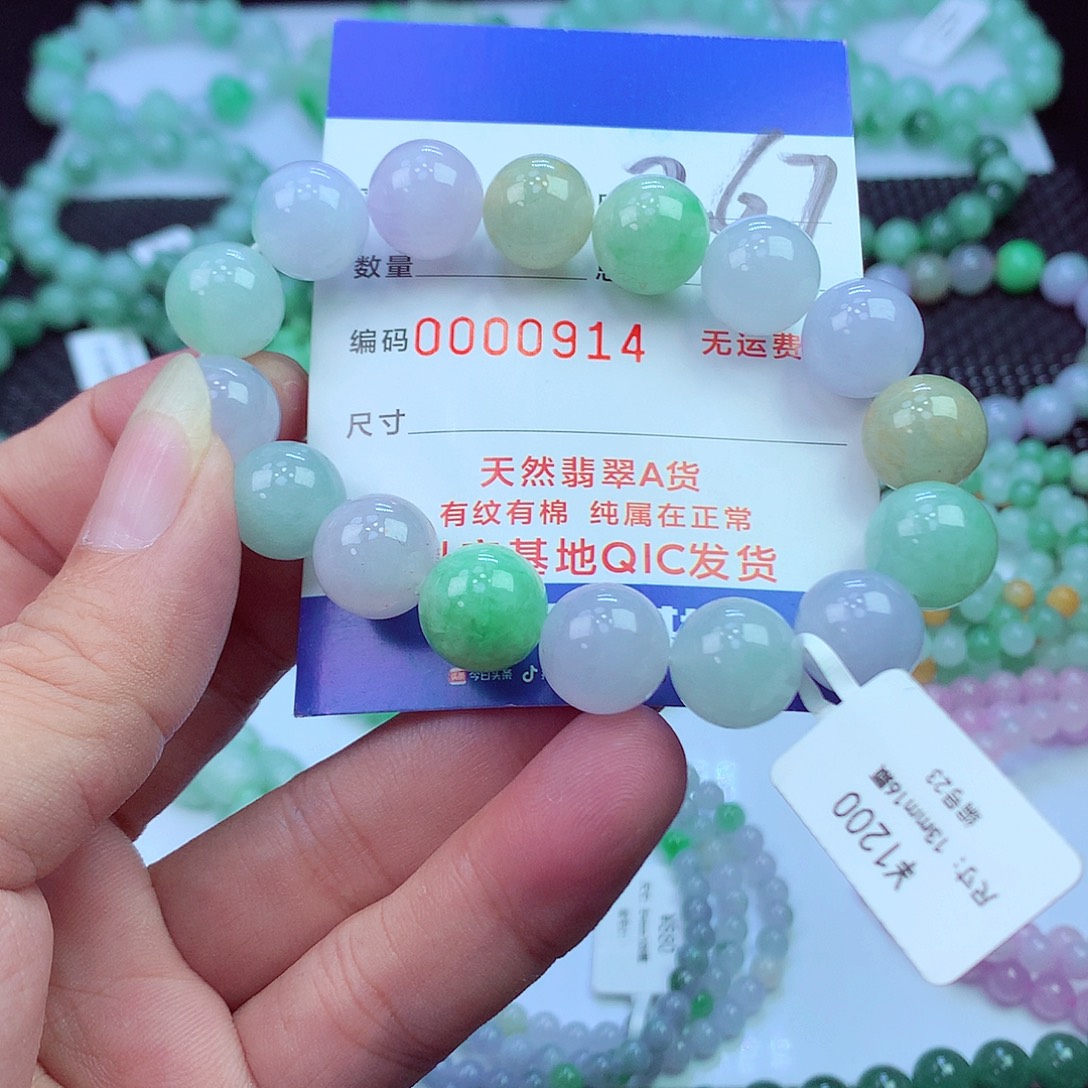 267
数量
编码0000914 无运费
尺寸
天然翡翠A货
有纹有棉 纯属在正常
基地QIC发货
今日头条
¥1200
尺寸：13mm16颗
编号23